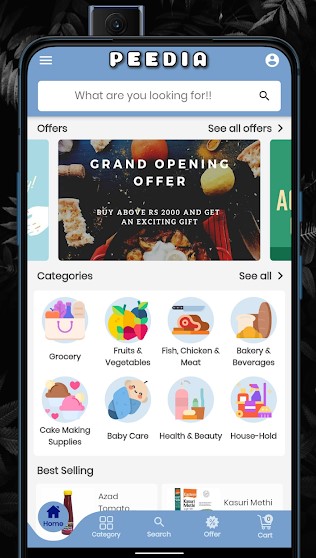 PEEDIA
What are you looking for!!
Offers
See all offers
GRAND OPENING
OFFER
BUY ABOVE RS 2000 AND GET
AN EXCITING GIFT
Categories
See all
Grocery
Fruits &
Vegetables
Fish, Chicken &
Meat
Bakery &
Beverages
Cake Making
Supplies
Baby Care
Health & Beauty
House-Hold
Best Selling
Azad
Tomato
Kasuri Methi
Home
Categories
Search
Offer
0
Cart